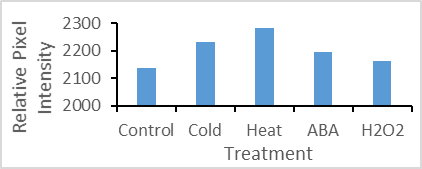 Relative Pixel
Intensity
2300
2200
2100
2000
Control Cold Heat ABA H2O2
Treatment